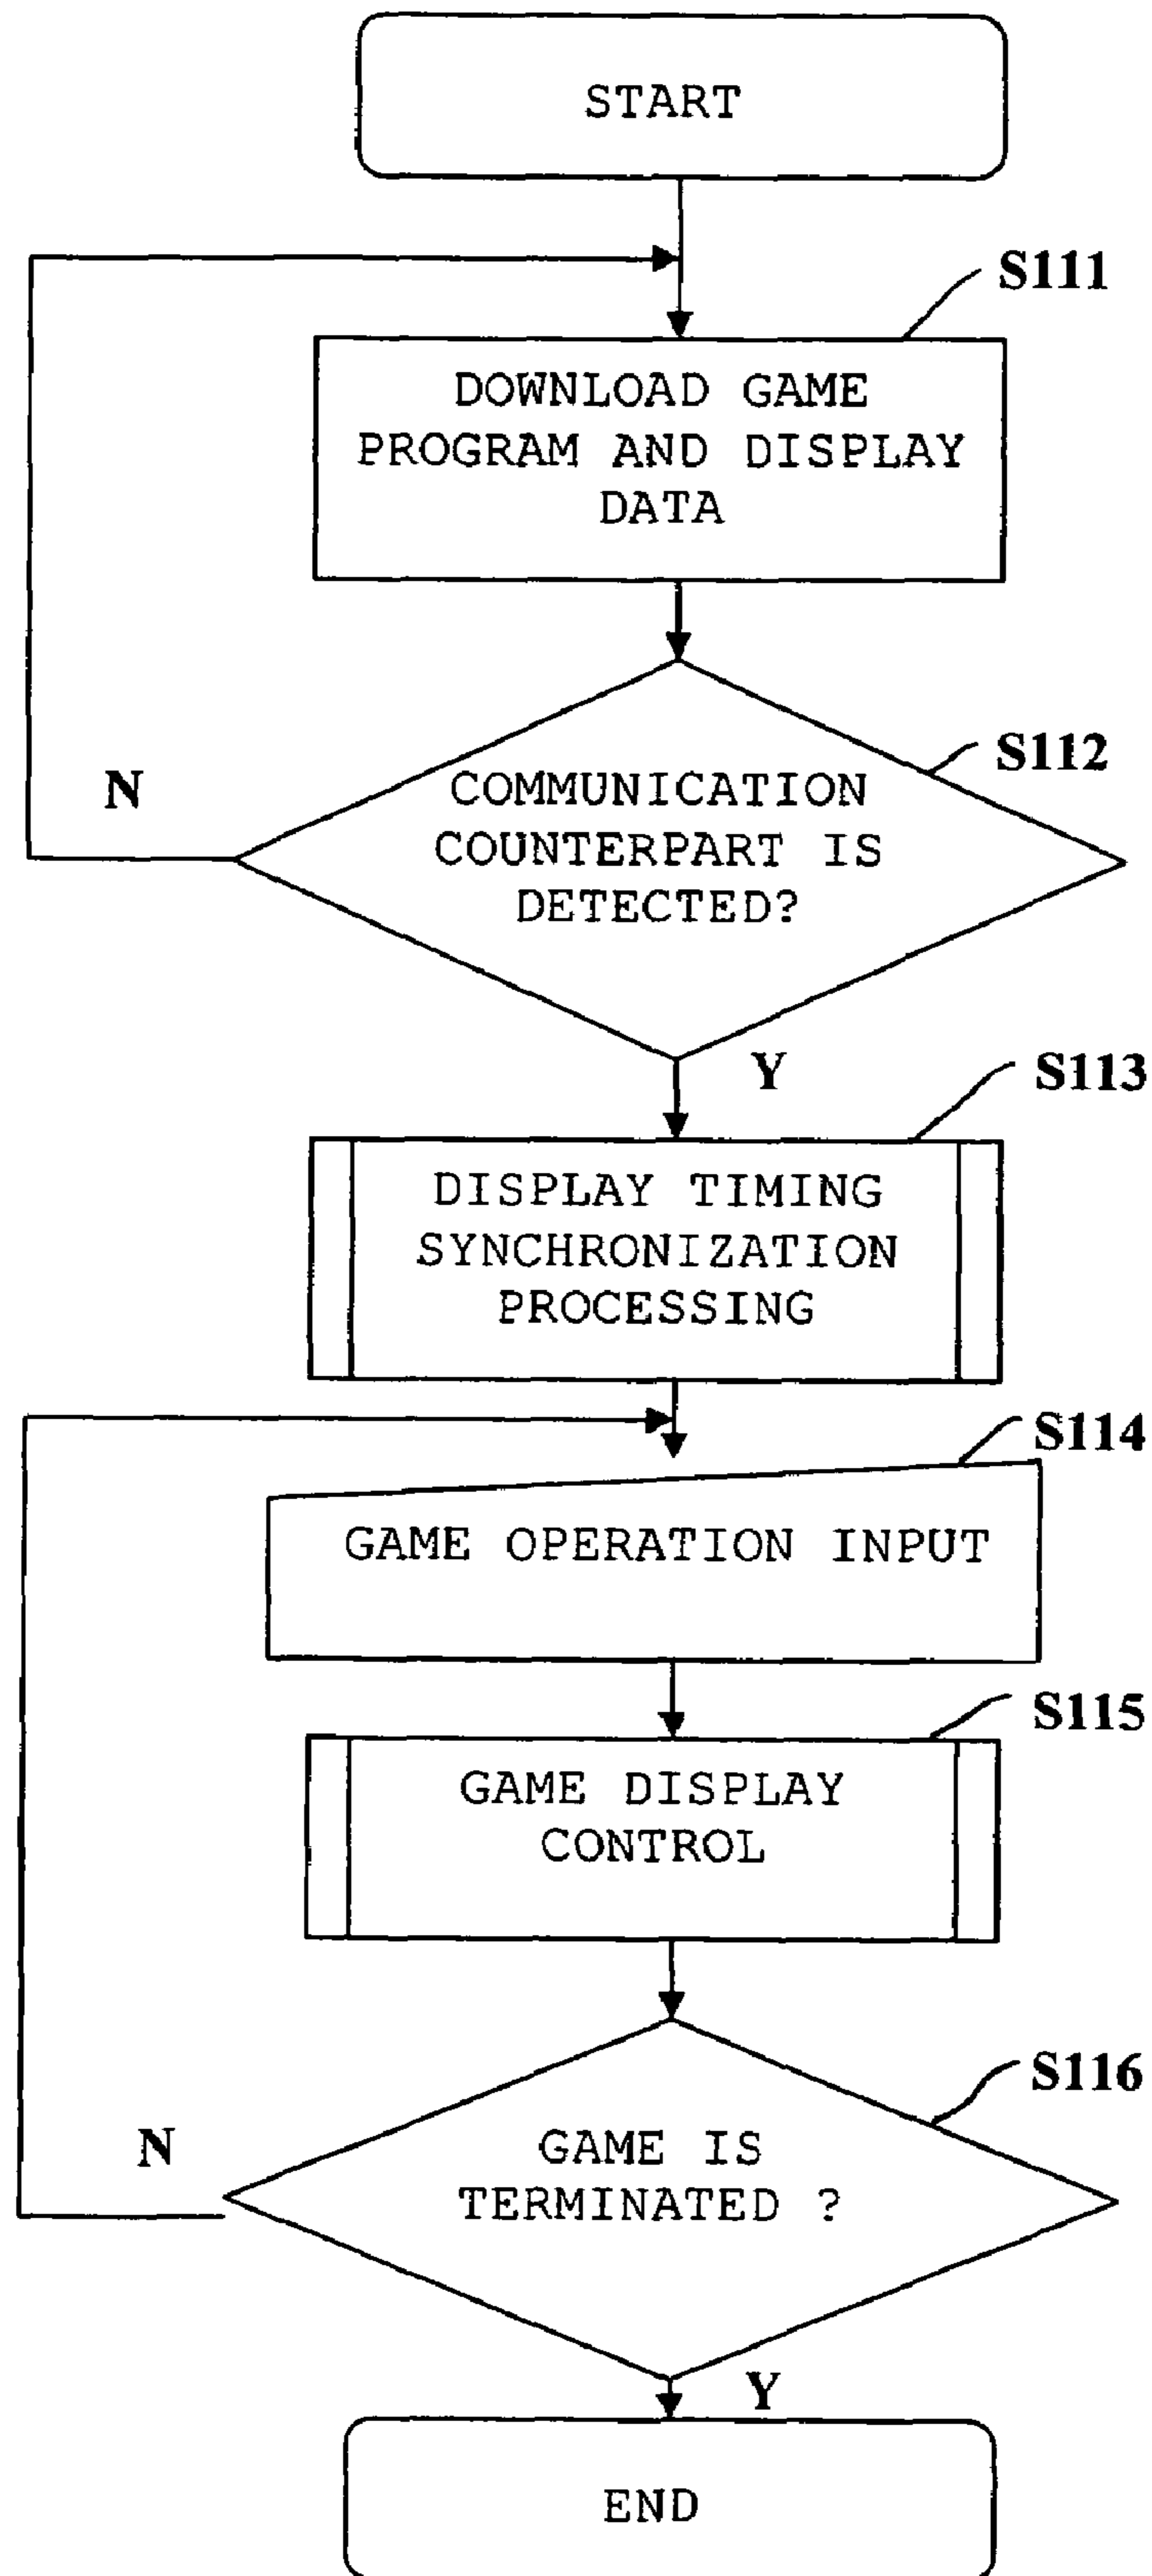 START
S111
DOWNLOAD GAME
PROGRAM AND DISPLAY
DATA
S112
N
COMMUNICATION
COUNTERPART IS
DETECTED?
Y
S113
DISPLAY TIMING
SYNCHRONIZATION
PROCESSING
S114
GAME OPERATION INPUT
S115
GAME DISPLAY
CONTROL
S116
N
GAME IS
TERMINATED ?
Y
END